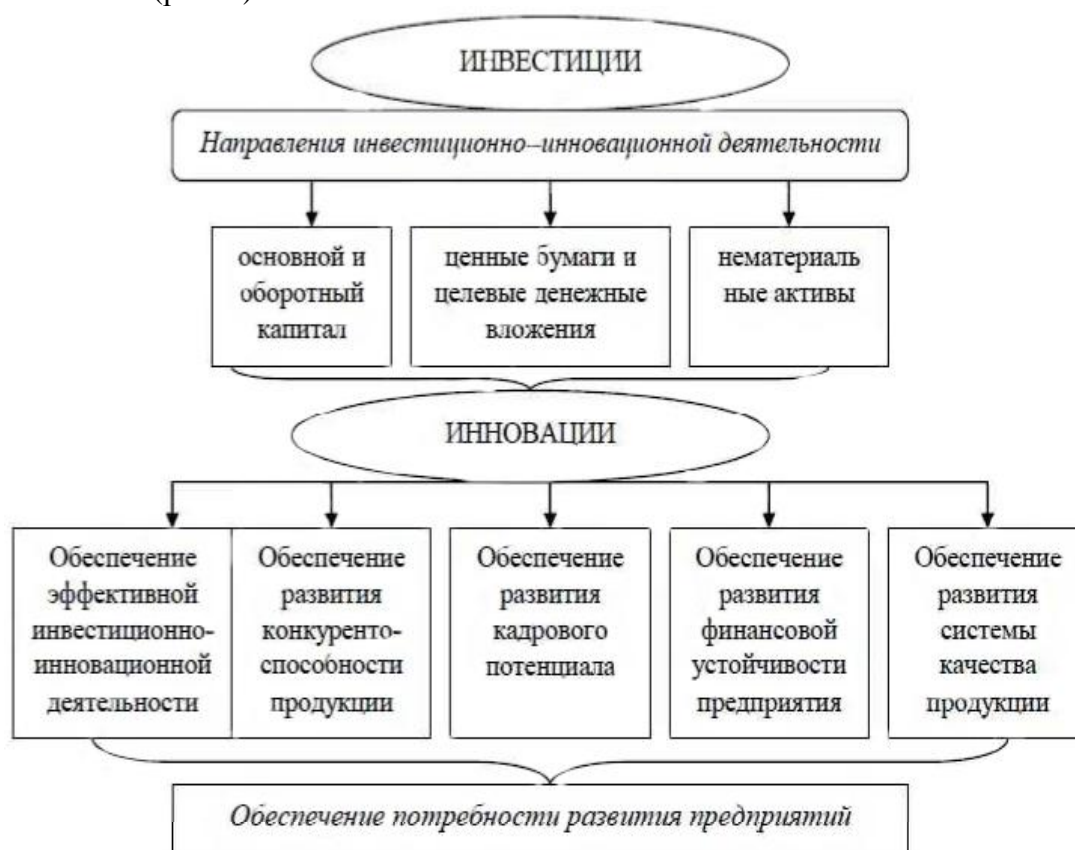 ИНВЕСТИЦИИ
Направления инвестиционно–инновационной деятельности
основной и
оборотный
капитал
ценные бумаги и
целевые денежные
вложения
нематериаль
ные активы
ИННОВАЦИИ
Обеспечение
эффективной
инвестиционно-
инновационной
деятельности
Обеспечение
развития
конкуренто-
способности
продукции
Обеспечение
развития
кадрового
потенциала
Обеспечение
развития
финансовой
устойчивости
предприятия
Обеспечение
развития
системы
качества
продукции
Обеспечение потребности развития предприятий